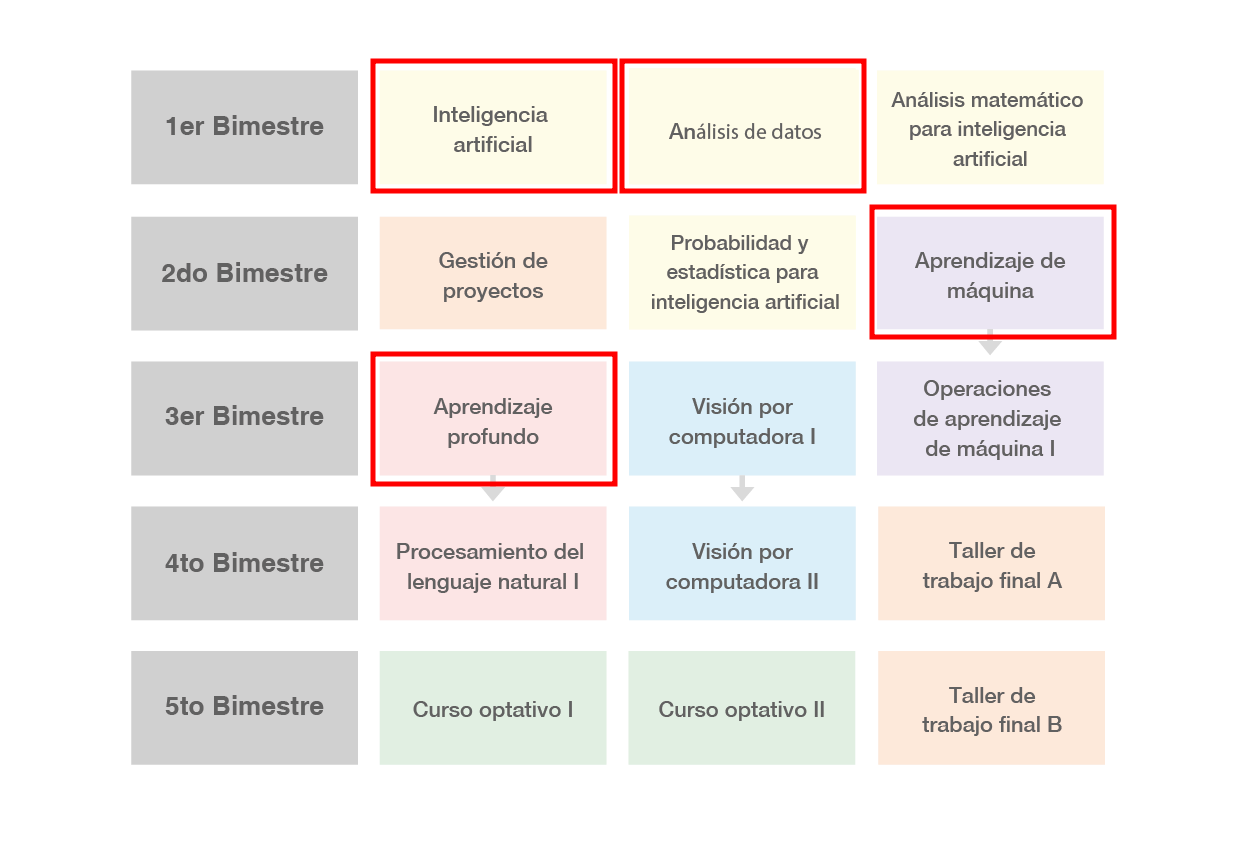 1er Bimestre
Inteligencia
artificial
Análisis de datos
Análisis matemático
para inteligencia
artificial
2do Bimestre
Gestión de
proyectos
Probabilidad y
estadística para
inteligencia artificial
Aprendizaje de
máquina
3er Bimestre
Aprendizaje
profundo
Visión por
computadora I
Operaciones
de aprendizaje
de máquina I
4to Bimestre
Procesamiento del
lenguaje natural I
Visión por
computadora II
Taller de
trabajo final A
5to Bimestre
Curso optativo I
Curso optativo II
Taller de
trabajo final B